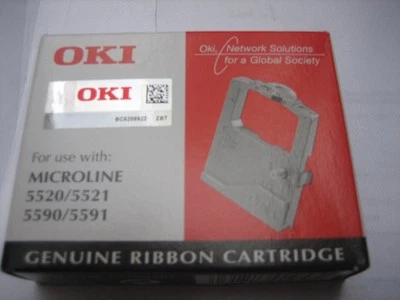 OKI
Oki, Network Solutions
for a Global Society
OKI
For use with:
MICROLINE
5520/5521
5590/5591
GENUINE RIBBON CARTRIDGE